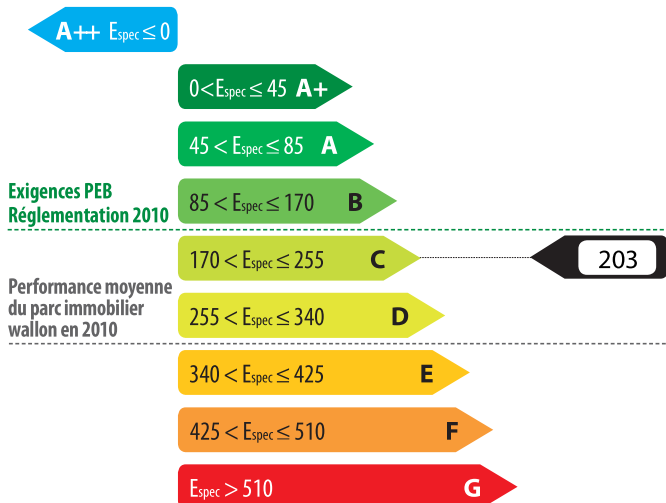 A++ Espec ≤ 0
0 < Espec ≤ 45 A+
45 < Espec ≤ 85 A
Exigences PEB
Réglementation 2010
85 < Espec ≤ 170 B
170 < Espec ≤ 255 C
203
Performance moyenne
du parc immobilier
wallon en 2010
255 < Espec ≤ 340 D
340 < Espec ≤ 425 E
425 < Espec ≤ 510 F
Espec > 510 G